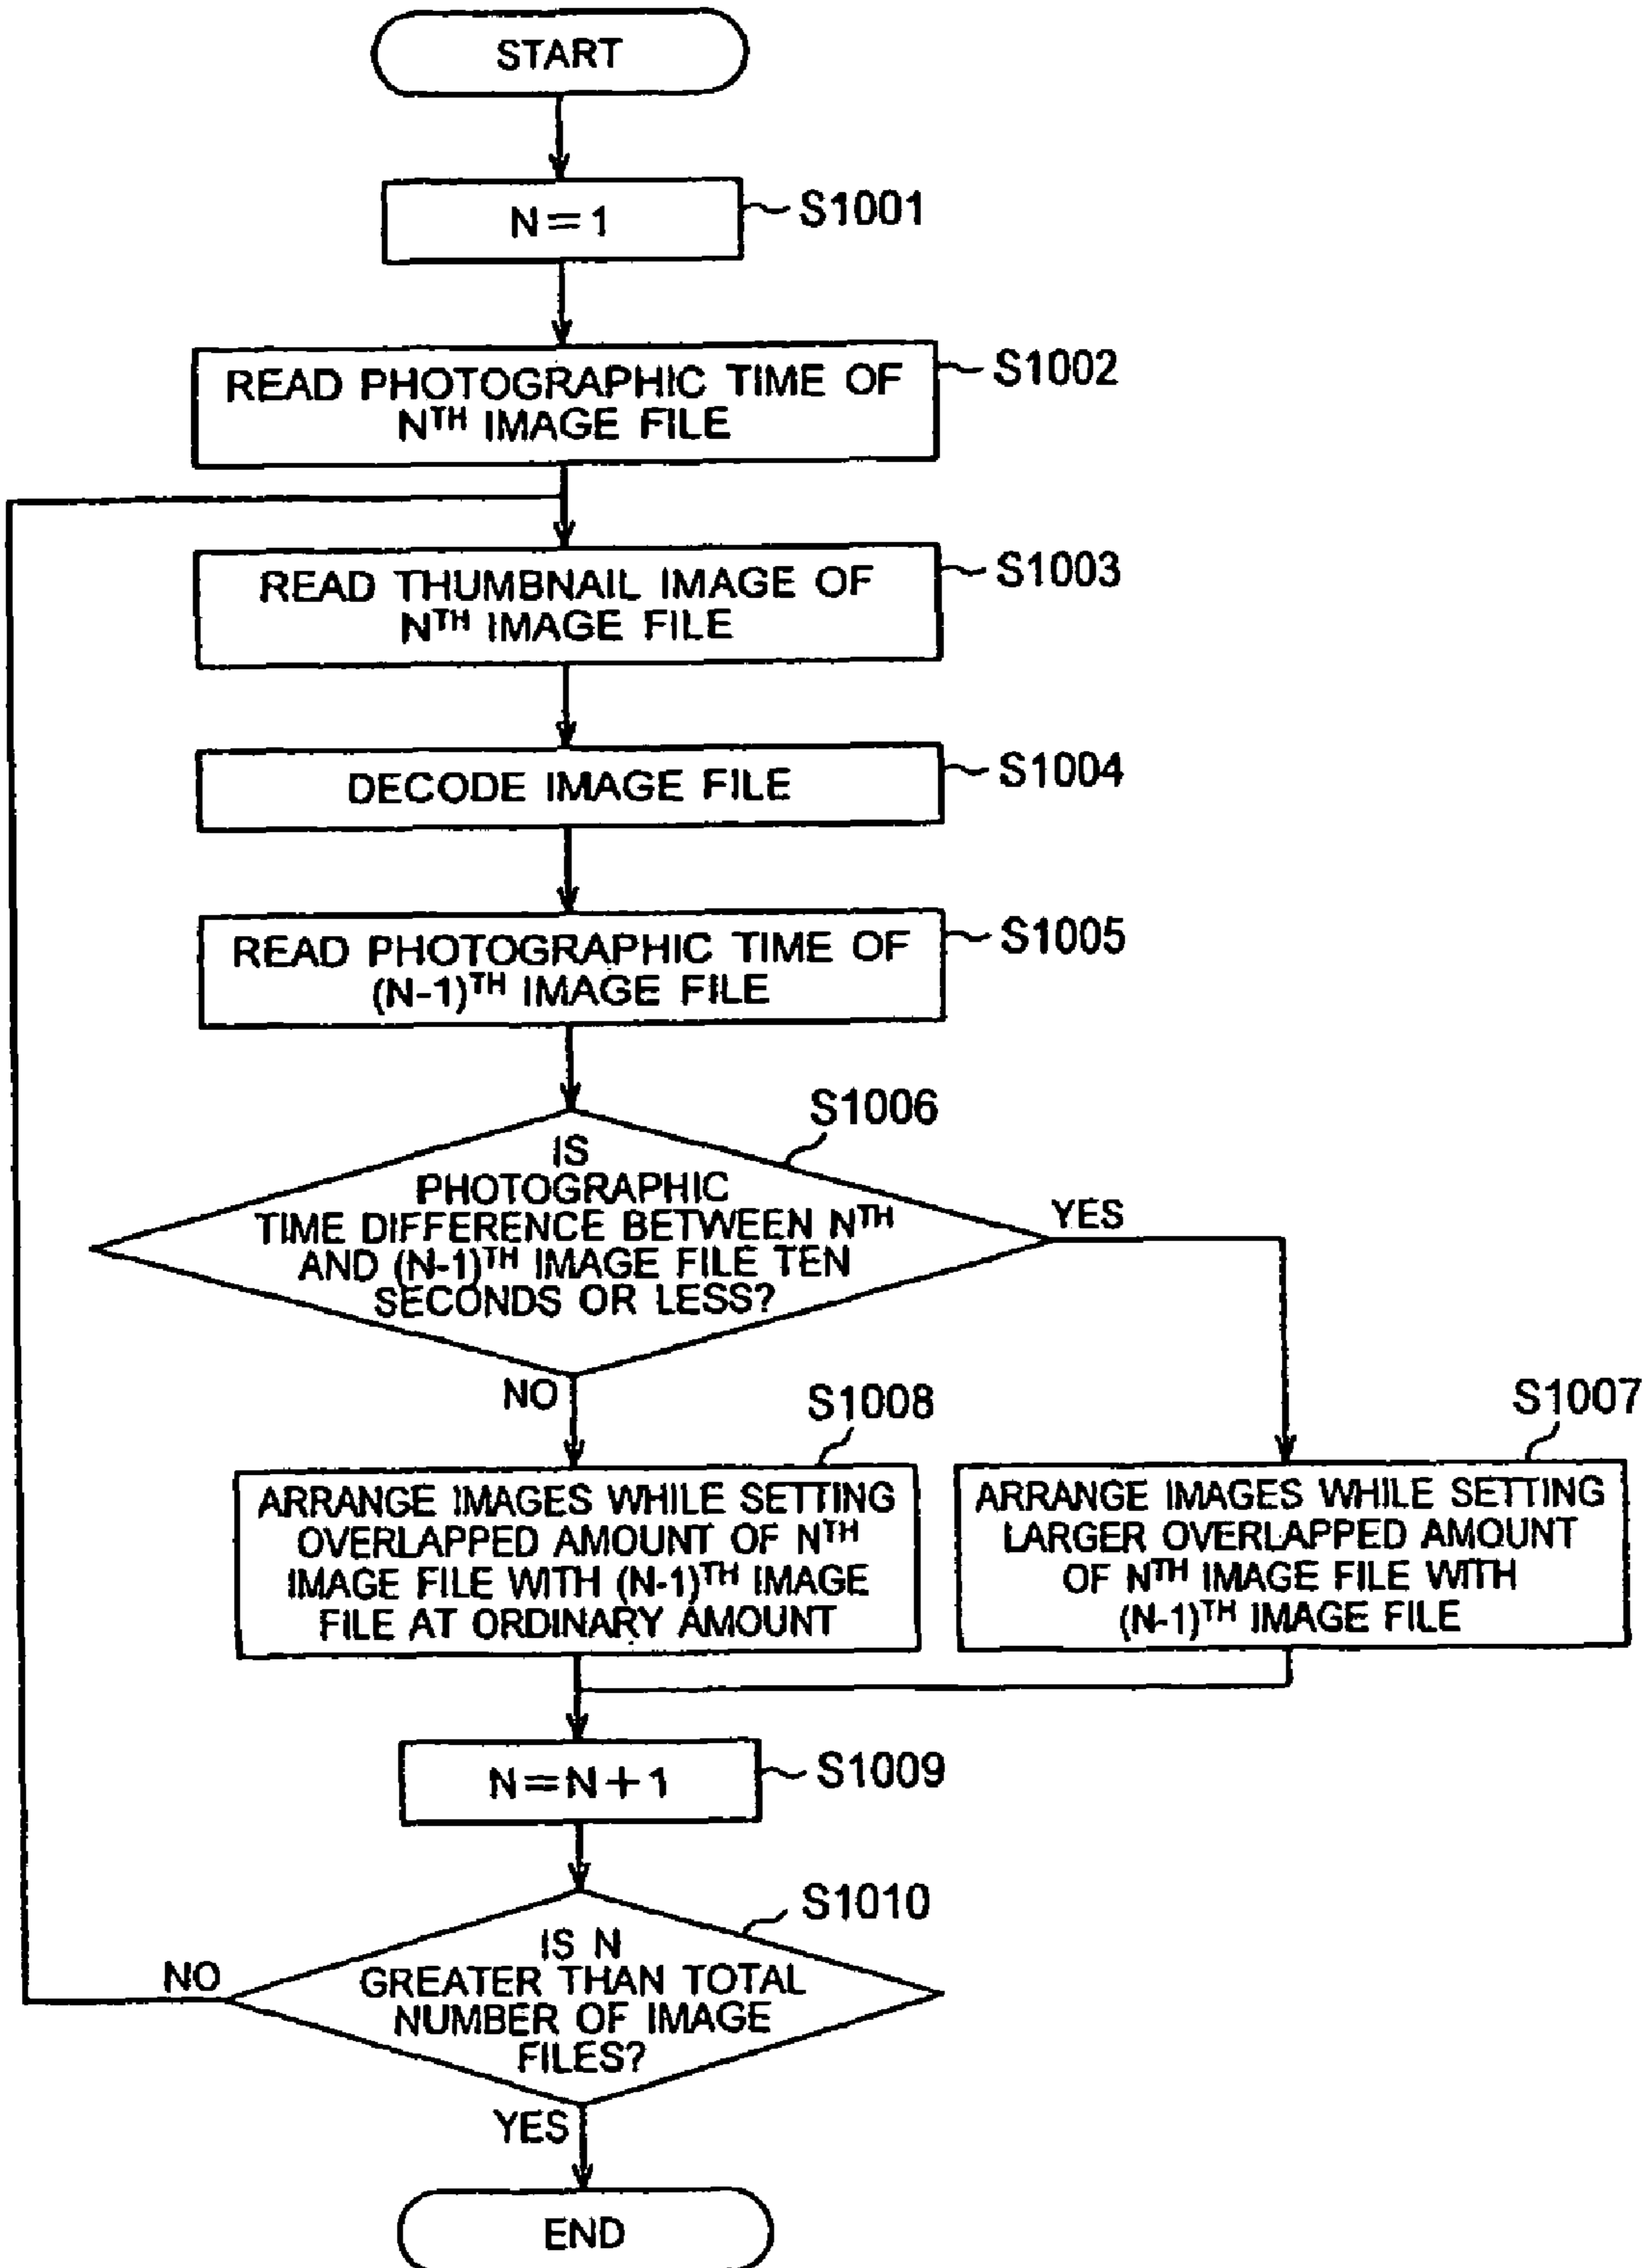 START
N=1
S1001
READ PHOTOGRAPHIC TIME OF
NTH IMAGE FILE
S1002
READ THUMBNAIL IMAGE OF
NTH IMAGE FILE
S1003
DECODE IMAGE FILE
S1004
READ PHOTOGRAPHIC TIME OF
(N-1)TH IMAGE FILE
S1005
S1006
IS
PHOTOGRAPHIC
TIME DIFFERENCE BETWEEN NTH
AND (N-1)TH IMAGE FILE TEN
SECONDS OR LESS?
YES
NO
S1008
ARRANGE IMAGES WHILE SETTING
OVERLAPPED AMOUNT OF NTH
IMAGE FILE WITH (N-1)TH IMAGE
FILE AT ORDINARY AMOUNT
S1007
ARRANGE IMAGES WHILE SETTING
LARGER OVERLAPPED AMOUNT
OF NTH IMAGE FILE WITH
(N-1)TH IMAGE FILE
N=N+1
S1009
S1010
IS N
GREATER THAN TOTAL
NUMBER OF IMAGE
FILES?
NO
YES
END